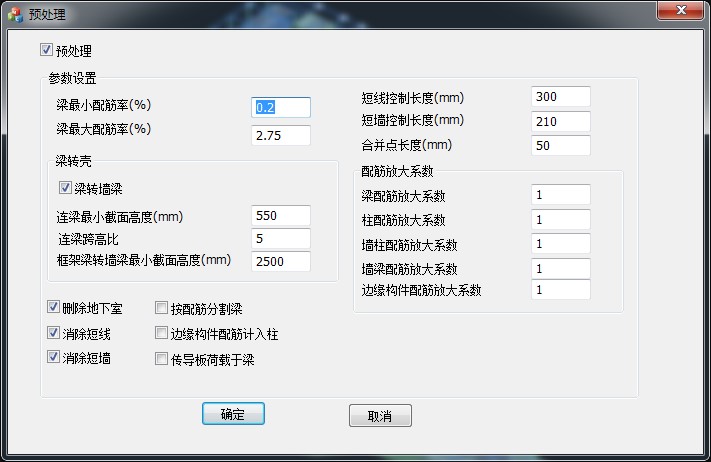 预处理
预处理
参数设置
梁最小配筋率(%) 0.2
梁最大配筋率(%) 2.75
梁转壳
梁转墙梁
连梁最小截面高度(mm) 550
连梁跨高比 5
框架梁转墙梁最小截面高度(mm) 2500
短线控制长度(mm) 300
短墙控制长度(mm) 210
合并点长度(mm) 50
配筋放大系数
梁配筋放大系数 1
柱配筋放大系数 1
墙柱配筋放大系数 1
墙梁配筋放大系数 1
边缘构件配筋放大系数 1
删除地下室 按配筋分割梁
消除短线 边缘构件配筋计入柱
消除短墙 传导板荷载于梁
确定 取消